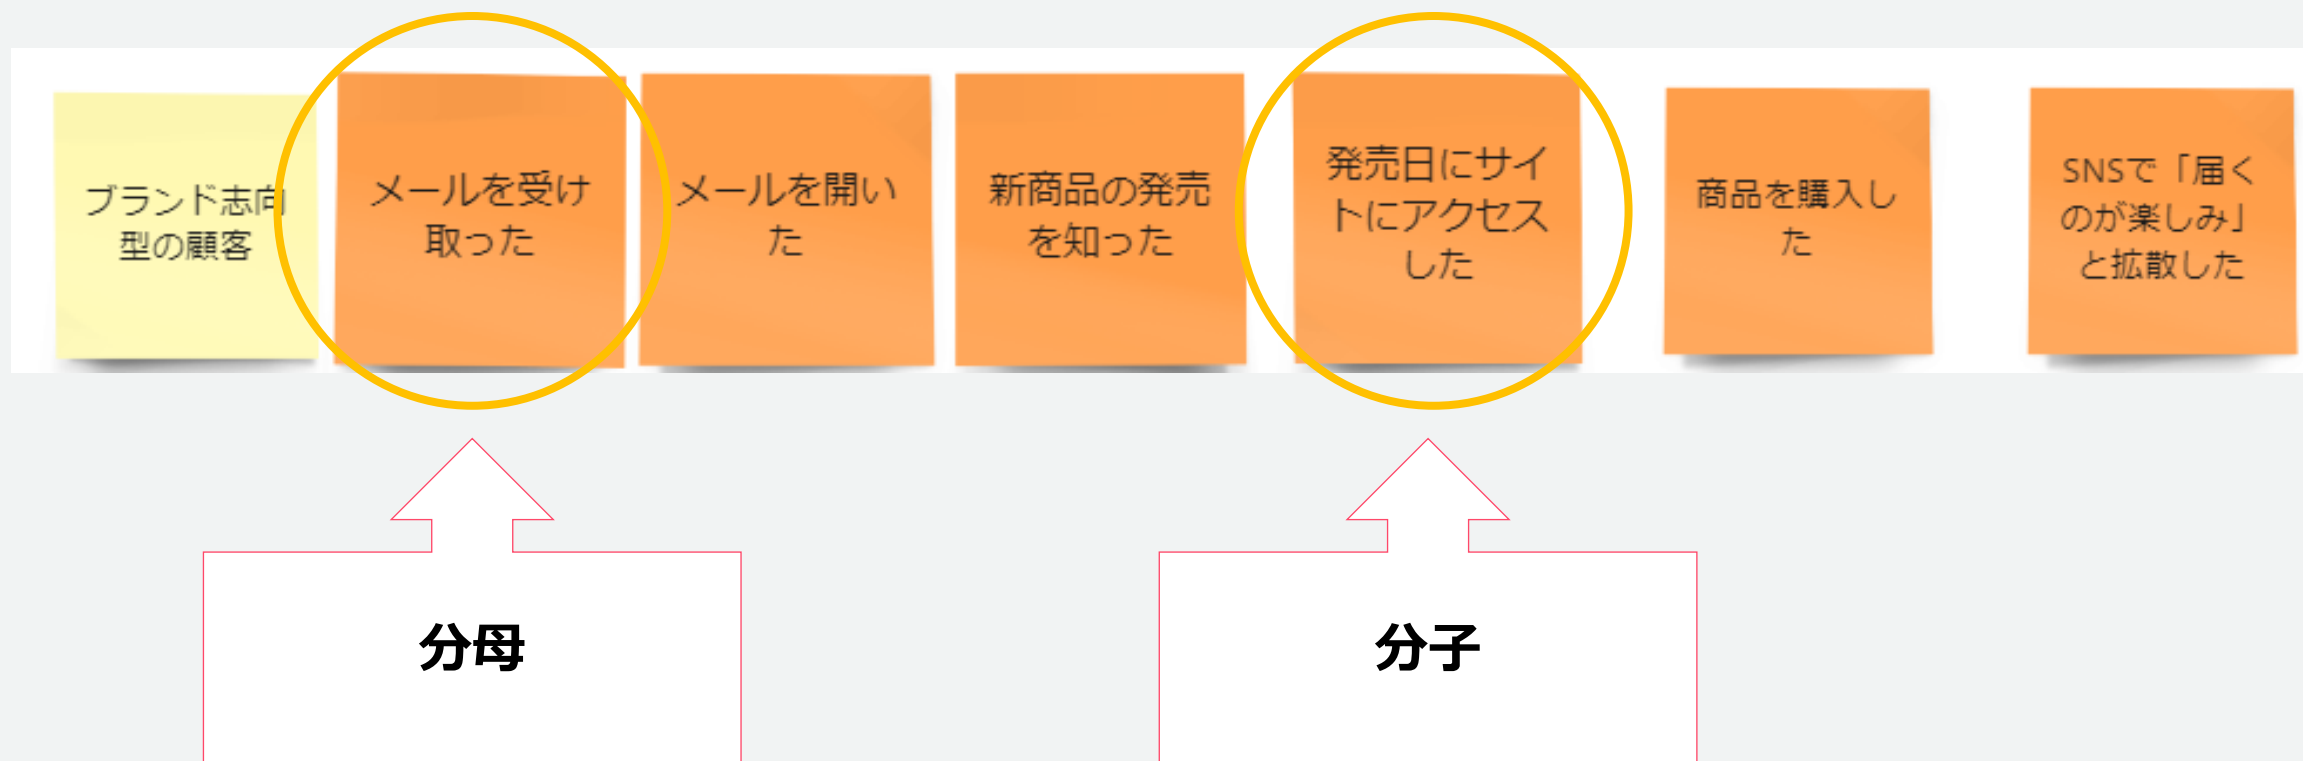 ブランド志向
型の顧客
メールを受け
取った
メールを開い
た
新商品の発売
を知った
発売日にサイ
トにアクセス
した
商品を購入し
た
SNSで「届く
のが楽しみ」
と拡散した
分母
分子